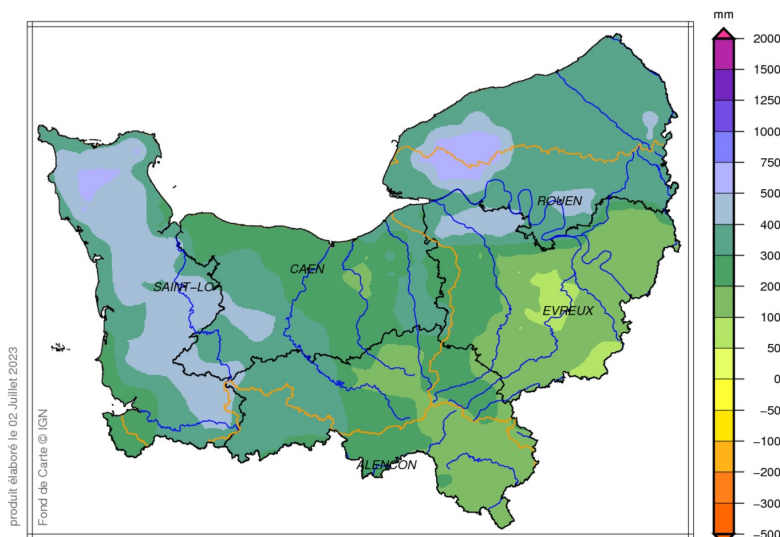 mm
2000
1500
1250
1000
750
500
400
300
200
100
50
0
−50
−100
−200
−300
−500
ROUEN
CAEN
SAINT−LO
EVREUX
ALENCON
produit élaboré le 02 Juillet 2023
Fond de Carte © IGN